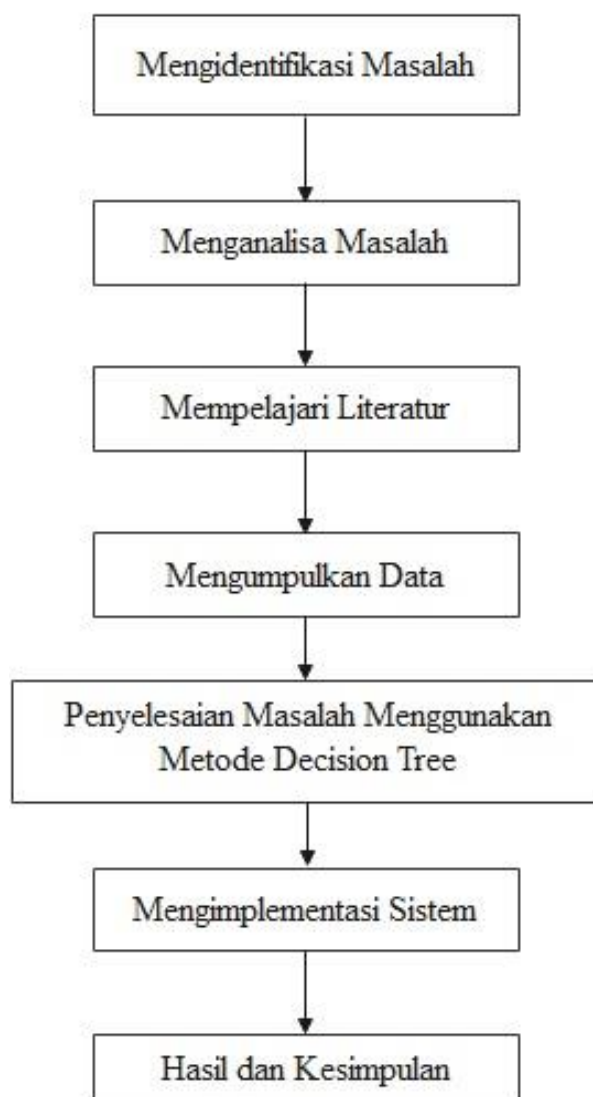 Mengidentifikasi Masalah
Menganalisa Masalah
Mempelajari Literatur
Mengumpulkan Data
Penyelesaian Masalah Menggunakan
Metode Decision Tree
Mengimplementasi Sistem
Hasil dan Kesimpulan